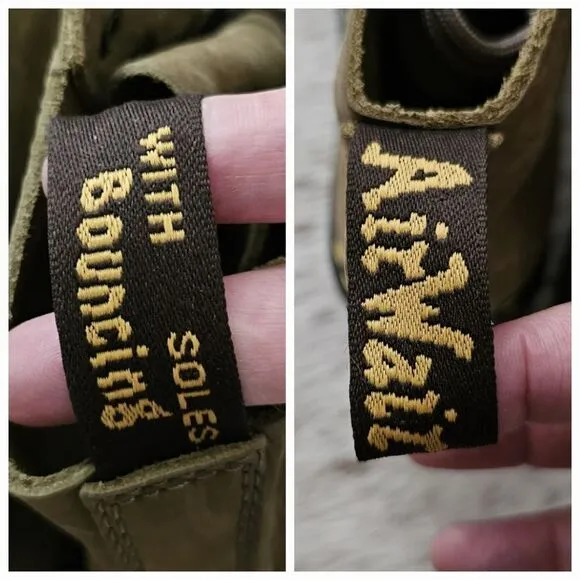 WITH
Bouncing
SOLES
AirWair